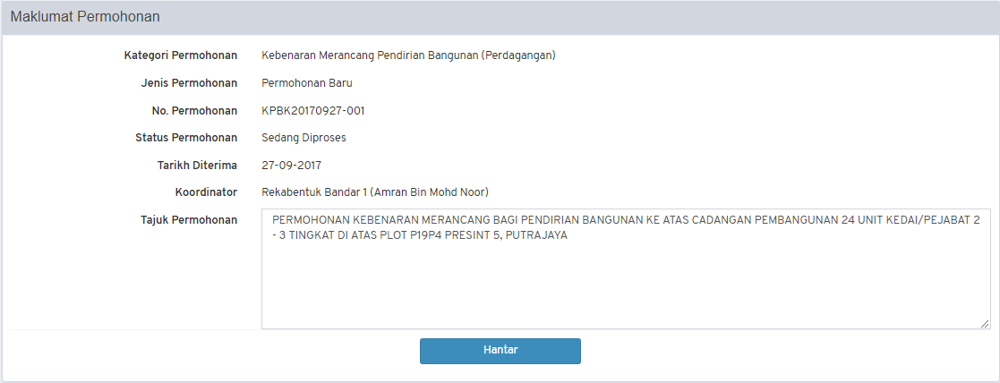 Maklumat Permohonan
Kategori Permohonan Kebenaran Merancang Pendirian Bangunan (Perdagangan)
Jenis Permohonan Permohonan Baru
No. Permohonan KPBK20170927-001
Status Permohonan Sedang Diproses
Tarikh Diterima 27-09-2017
Koordinator Rekabentuk Bandar 1 (Amran Bin Mohd Noor)
Tajuk Permohonan PERMOHONAN KEBENARAN MERANCANG BAGI PENDIRIAN BANGUNAN KE ATAS CADANGAN PEMBANGUNAN 24 UNIT KEDAI/PEJABAT 2
- 3 TINGKAT DI ATAS PLOT P19P4 PRESINT 5, PUTRAJAYA
Hantar